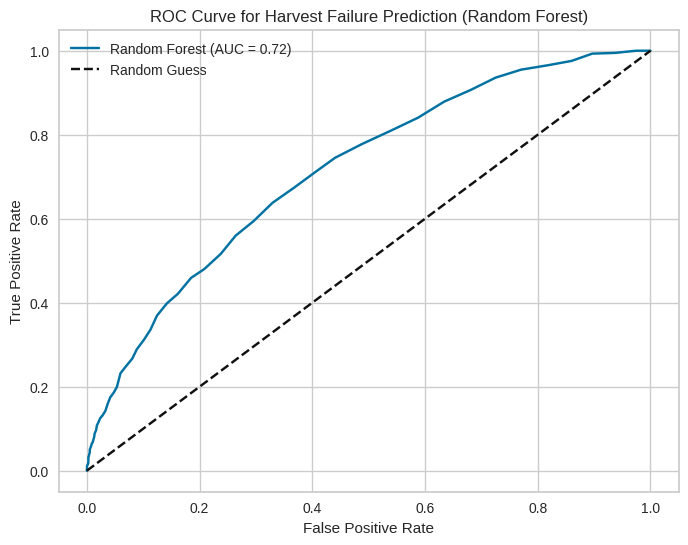 ROC Curve for Harvest Failure Prediction (Random Forest)
Random Forest (AUC = 0.72)
Random Guess
True Positive Rate
1.0
0.8
0.6
0.4
0.2
0.0
0.0 0.2 0.4 0.6 0.8 1.0
False Positive Rate